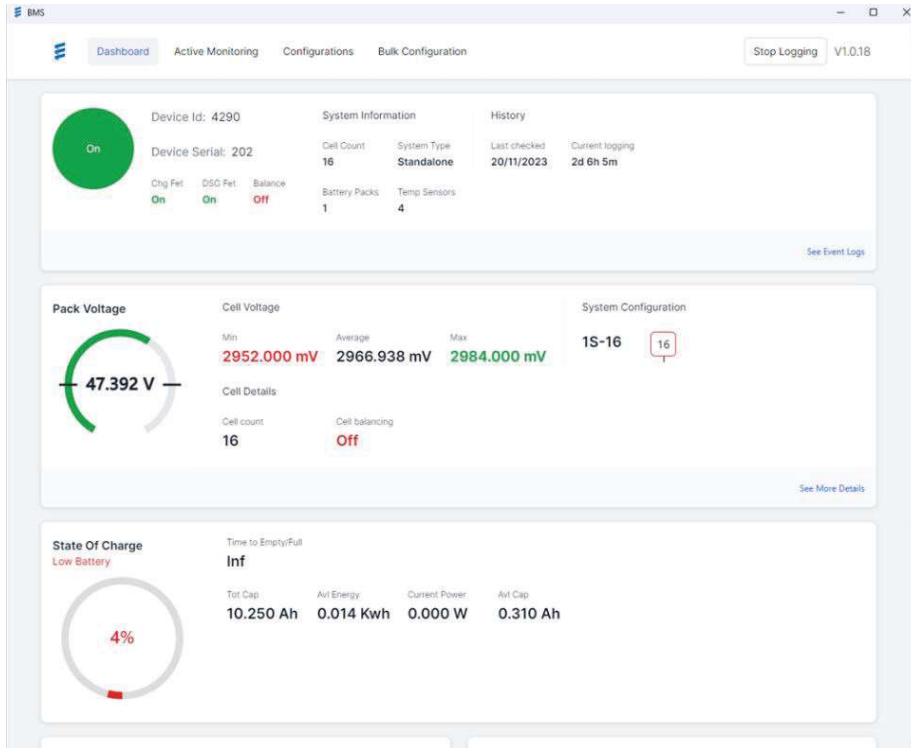 BMS
Dashboard Active Monitoring Configurations Bulk Configuration Stop Logging V1.0.18
On
Device Id: 4290
Device Serial: 202
Chg Fet DSG Fet Balance
On On Off
System Information
Cell Count System Type
16 Standalone
Battery Packs Temp Sensors
1 4
History
Last checked Current logging
20/11/2023 2d 6h 5m
See Event Logs
Pack Voltage
47.392 V
Cell Voltage
Min Average Max
2952.000 mV 2966.938 mV 2984.000 mV
Cell Details
Cell count Cell balancing
16 Off
System Configuration
1S-16 16
See More Details
State Of Charge
Low Battery
4%
Time to Empty/Full
Inf
Tot Cap Avl Energy Current Power Avl Cap
10.250 Ah 0.014 Kwh 0.000 W 0.310 Ah